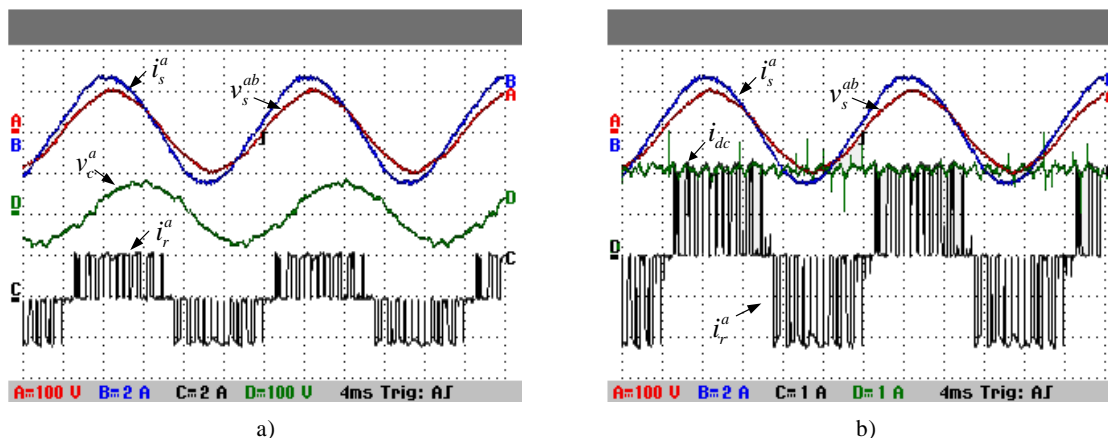 i_s^a
v_s^ab
B
A
A
B
v_c^a
D
D
i_r^a
C
C
A=100 V B=2 A C=2 A D=100 V 4ms Trig: A∫
a)
i_s^a
v_s^ab
B
A
A
B
i_dc
D
i_r^a
A=100 V B=2 A C=1 A D=1 A 4ms Trig: A∫
b)